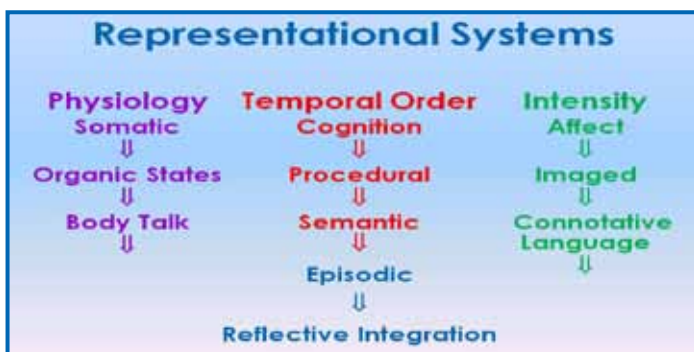 Representational Systems
Physiology Temporal Order Intensity
Somatic Cognition Affect
⇓ ⇓ ⇓
Organic States Procedural Imaged
⇓ ⇓ ⇓
Body Talk Semantic Connotative
⇓ ⇓ Language
Episodic ⇓
⇓
Reflective Integration